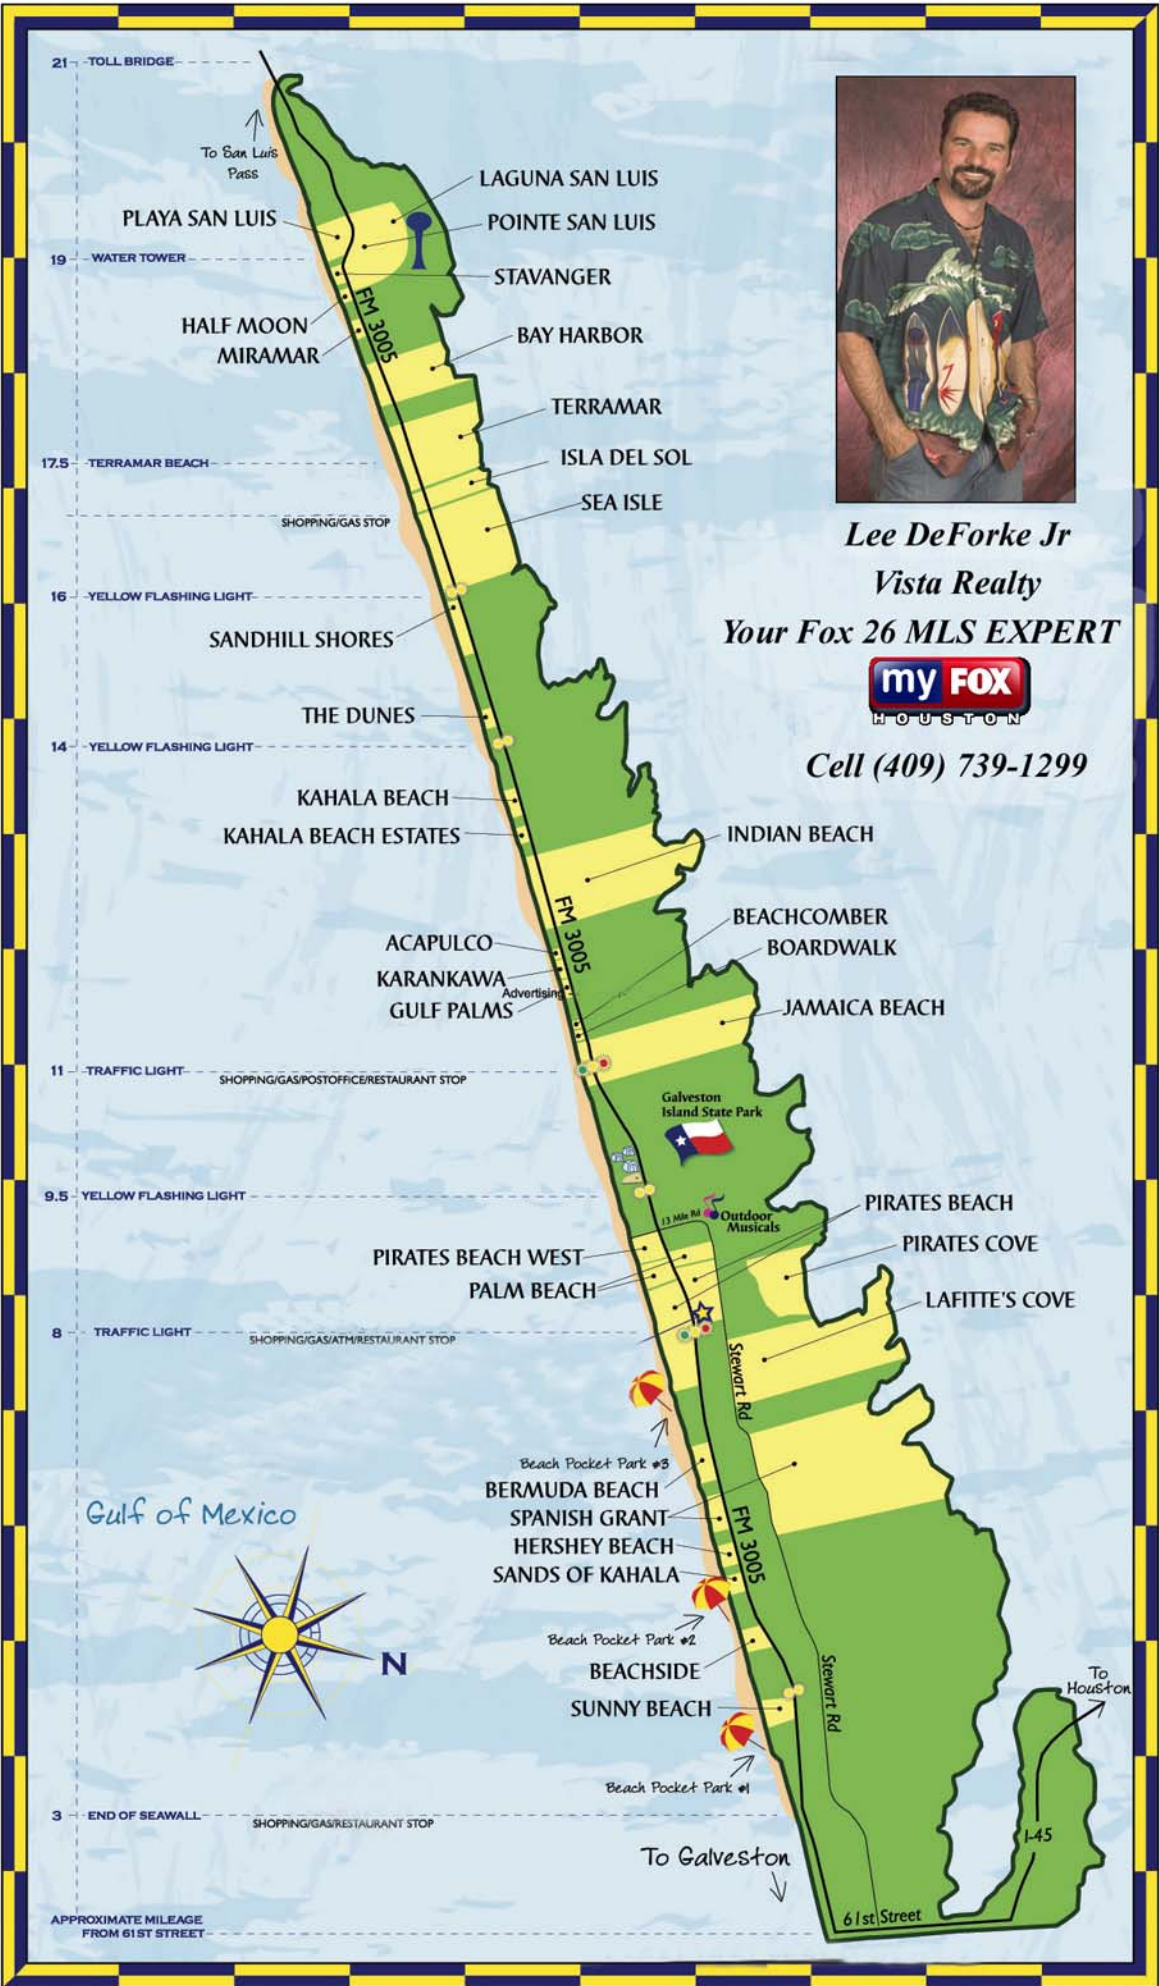 21 TOLL BRIDGE
To San Luis
Pass
LAGUNA SAN LUIS
PLAYA SAN LUIS
POINTE SAN LUIS
19 WATER TOWER
STAVANGER
FM 3005
HALF MOON
MIRAMAR
BAY HARBOR
TERRAMAR
17.5 TERRAMAR BEACH
ISLA DEL SOL
SEA ISLE
SHOPPING/GAS STOP
Lee DeForke Jr
Vista Realty
Your Fox 26 MLS EXPERT
my FOX
HOUSTON
Cell (409) 739-1299
16 YELLOW FLASHING LIGHT
SANDHILL SHORES
THE DUNES
14 YELLOW FLASHING LIGHT
KAHALA BEACH
KAHALA BEACH ESTATES
INDIAN BEACH
FM 3005
BEACHCOMBER
BOARDWALK
ACAPULCO
KARANKAWA
Advertising
GULF PALMS
JAMAICA BEACH
11 TRAFFIC LIGHT
SHOPPING/GAS/POSTOFFICE/RESTAURANT STOP
Galveston
Island State Park
9.5 YELLOW FLASHING LIGHT
13 Mile Rd
Outdoor
Musicals
PIRATES BEACH
PIRATES COVE
PIRATES BEACH WEST
PALM BEACH
LAFITTE'S COVE
8 TRAFFIC LIGHT
SHOPPING/GAS/ATM/RESTAURANT STOP
Stewart Rd
Beach Pocket Park #3
BERMUDA BEACH
SPANISH GRANT
HERSHEY BEACH
SANDS OF KAHALA
FM 3005
Gulf of Mexico
N
Beach Pocket Park #2
BEACHSIDE
SUNNY BEACH
Stewart Rd
To
Houston
Beach Pocket Park #1
3 END OF SEAWALL
SHOPPING/GAS/RESTAURANT STOP
I-45
To Galveston
61st Street
APPROXIMATE MILEAGE
FROM 61ST STREET